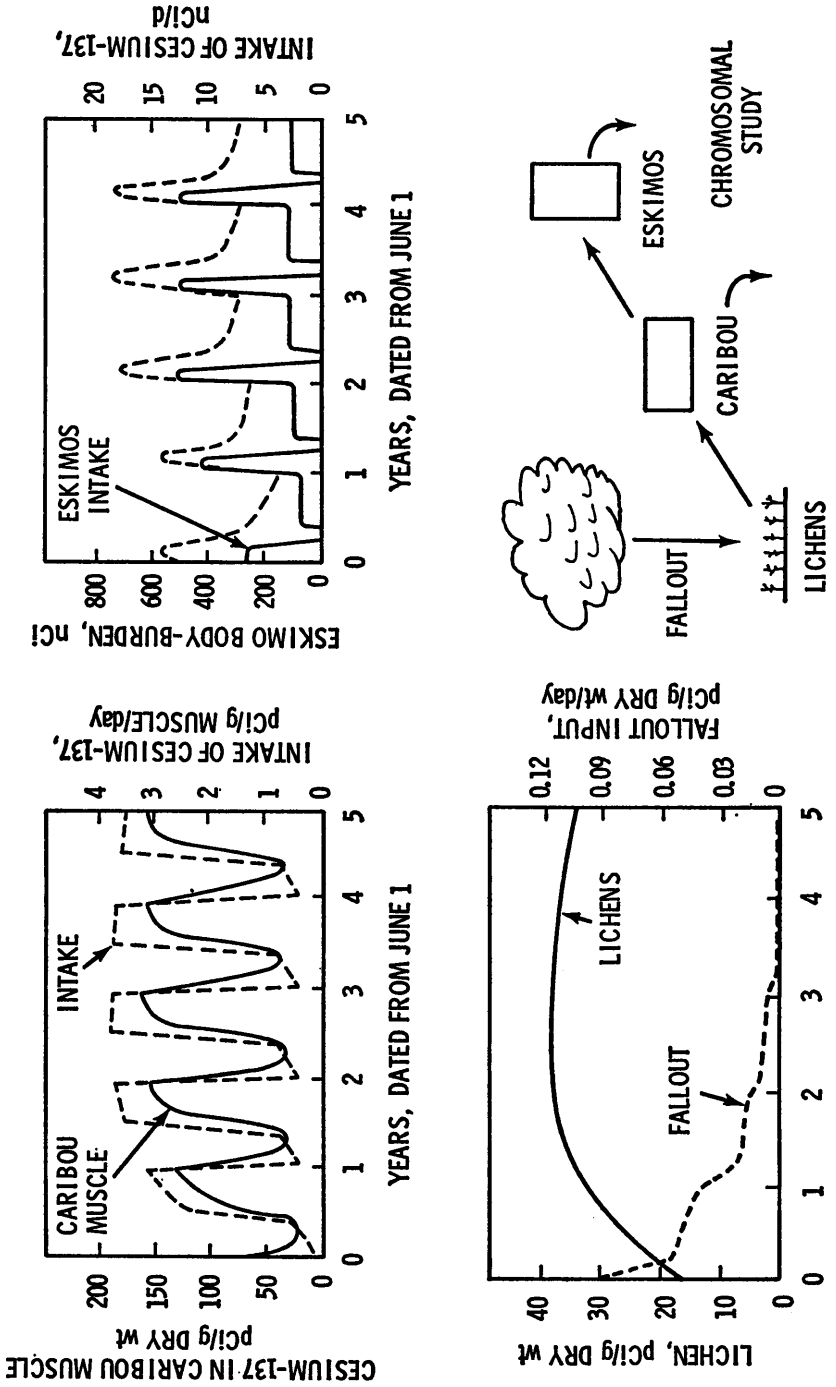 CESIUM-137 IN CARIBOU MUSCLE
pCi/g DRY wt
200
150
100
50
0
CARIBOU
MUSCLE
INTAKE
4
3
2
1
0
INTAKE OF CESIUM-137,
pCi/g MUSCLE/day
0
1
2
3
4
5
YEARS, DATED FROM JUNE 1
ESKIMO BODY-BURDEN, nCi
800
600
400
200
0
ESKIMOS
INTAKE
18
15
12
9
6
3
0
INTAKE OF CESIUM-137,
nCi/d
0
1
2
3
4
5
YEARS, DATED FROM JUNE 1
LICHEN, pCi/g DRY wt
40
30
20
10
0
LICHENS
FALLOUT
0.12
0.09
0.06
0.03
0
FALLOUT INPUT,
pCi/g DRY wt/day
0
1
2
3
4
5
FALLOUT
LICHENS
CARIBOU
ESKIMOS
CHROMOSOMAL
STUDY